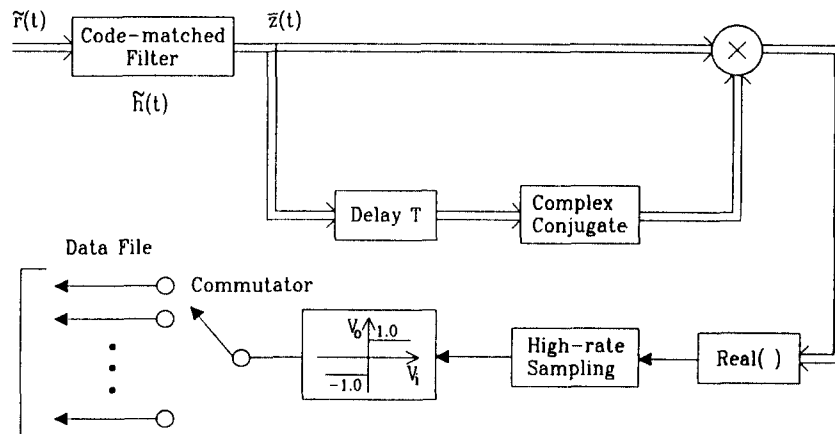 r̃(t)
Code-matched
Filter
z̄(t)
×
h̃(t)
Delay T
Complex
Conjugate
Data File
Commutator
V₀
1.0
-1.0
Vᵢ
High-rate
Sampling
Real( )